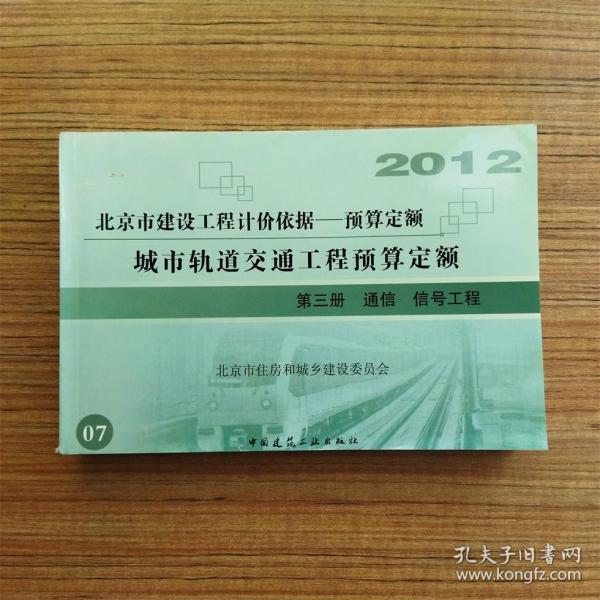 2012
北京市建设工程计价依据——预算定额
城市轨道交通工程预算定额
第三册 通信 信号工程
北京市住房和城乡建设委员会
07
中国建筑工业出版社
孔夫子旧书网
www.kongfz.com